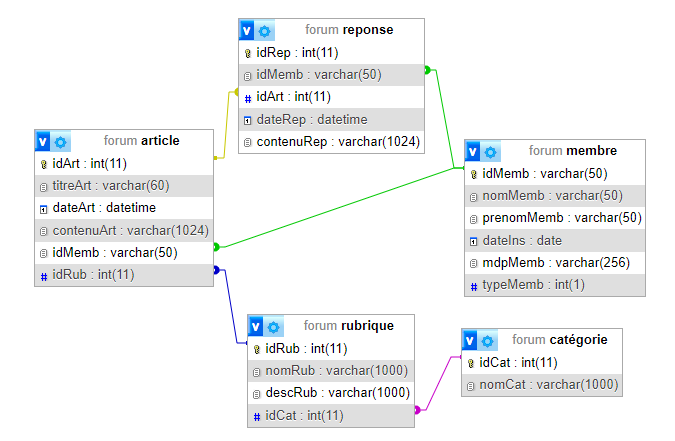 forum reponse
idRep : int(11)
idMemb : varchar(50)
idArt : int(11)
dateRep : datetime
contenuRep : varchar(1024)
forum article
idArt : int(11)
titreArt : varchar(60)
dateArt : datetime
contenuArt : varchar(1024)
idMemb : varchar(50)
idRub : int(11)
forum membre
idMemb : varchar(50)
nomMemb : varchar(50)
prenomMemb : varchar(50)
dateIns : date
mdpMemb : varchar(256)
typeMemb : int(1)
forum rubrique
idRub : int(11)
nomRub : varchar(1000)
descRub : varchar(1000)
idCat : int(11)
forum catégorie
idCat : int(11)
nomCat : varchar(1000)